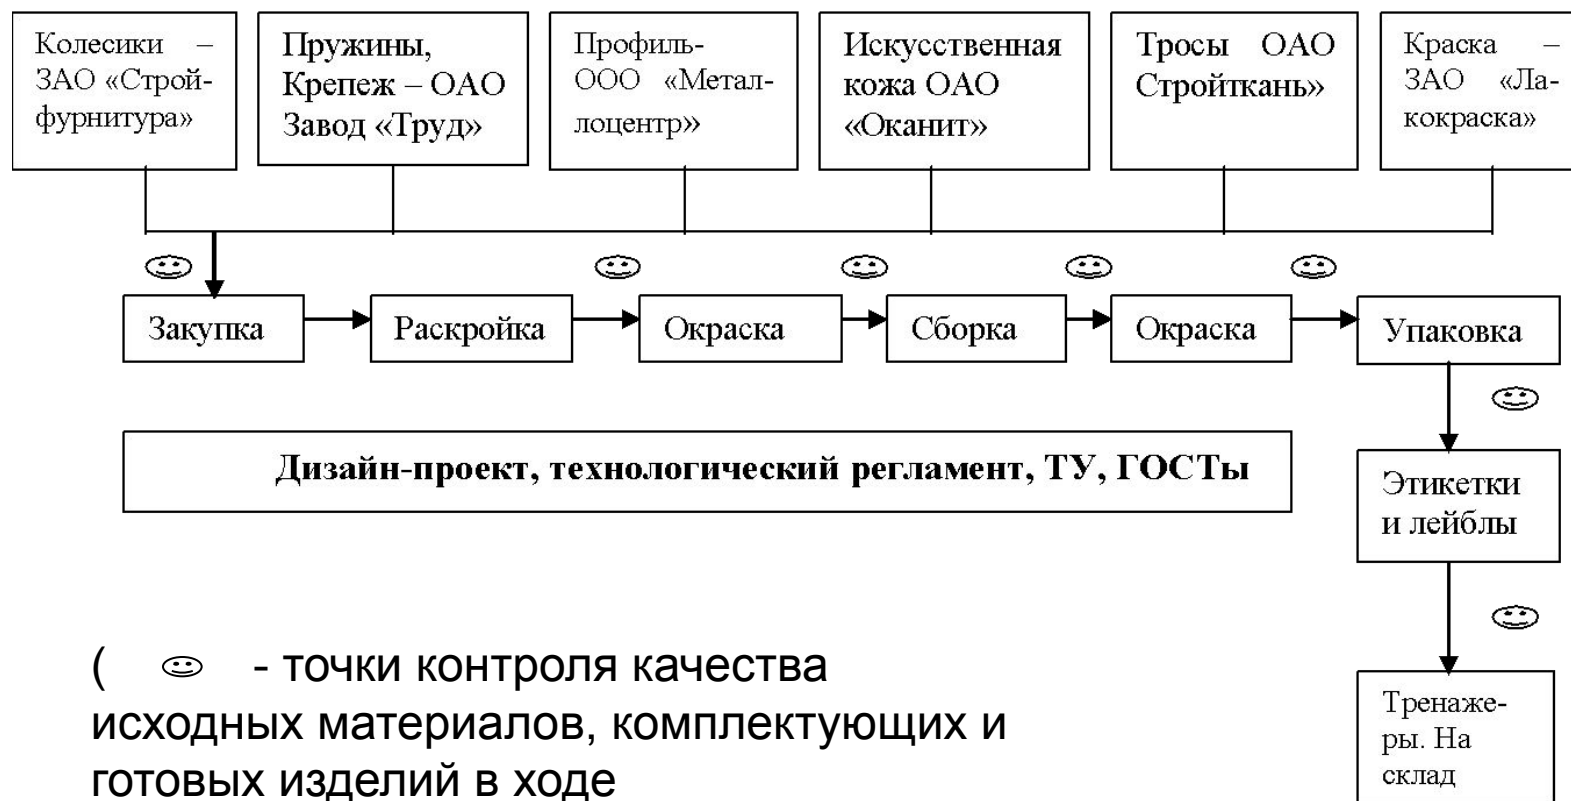 Колесики –
ЗАО «Строй-
фурнитура»
Пружины,
Крепеж – ОАО
Завод «Труд»
Профиль-
ООО «Метал-
лоцентр»
Искусственная
кожа ОАО
«Оканит»
Тросы ОАО
Стройткань»
Краска –
ЗАО «Ла-
кокраска»
Закупка
Раскройка
Окраска
Сборка
Окраска
Упаковка
Дизайн-проект, технологический регламент, ТУ, ГОСТы
Этикетки
и лейблы
( - точки контроля качества
исходных материалов, комплектующих и
готовых изделий в ходе
Тренаже-
ры. На
склад